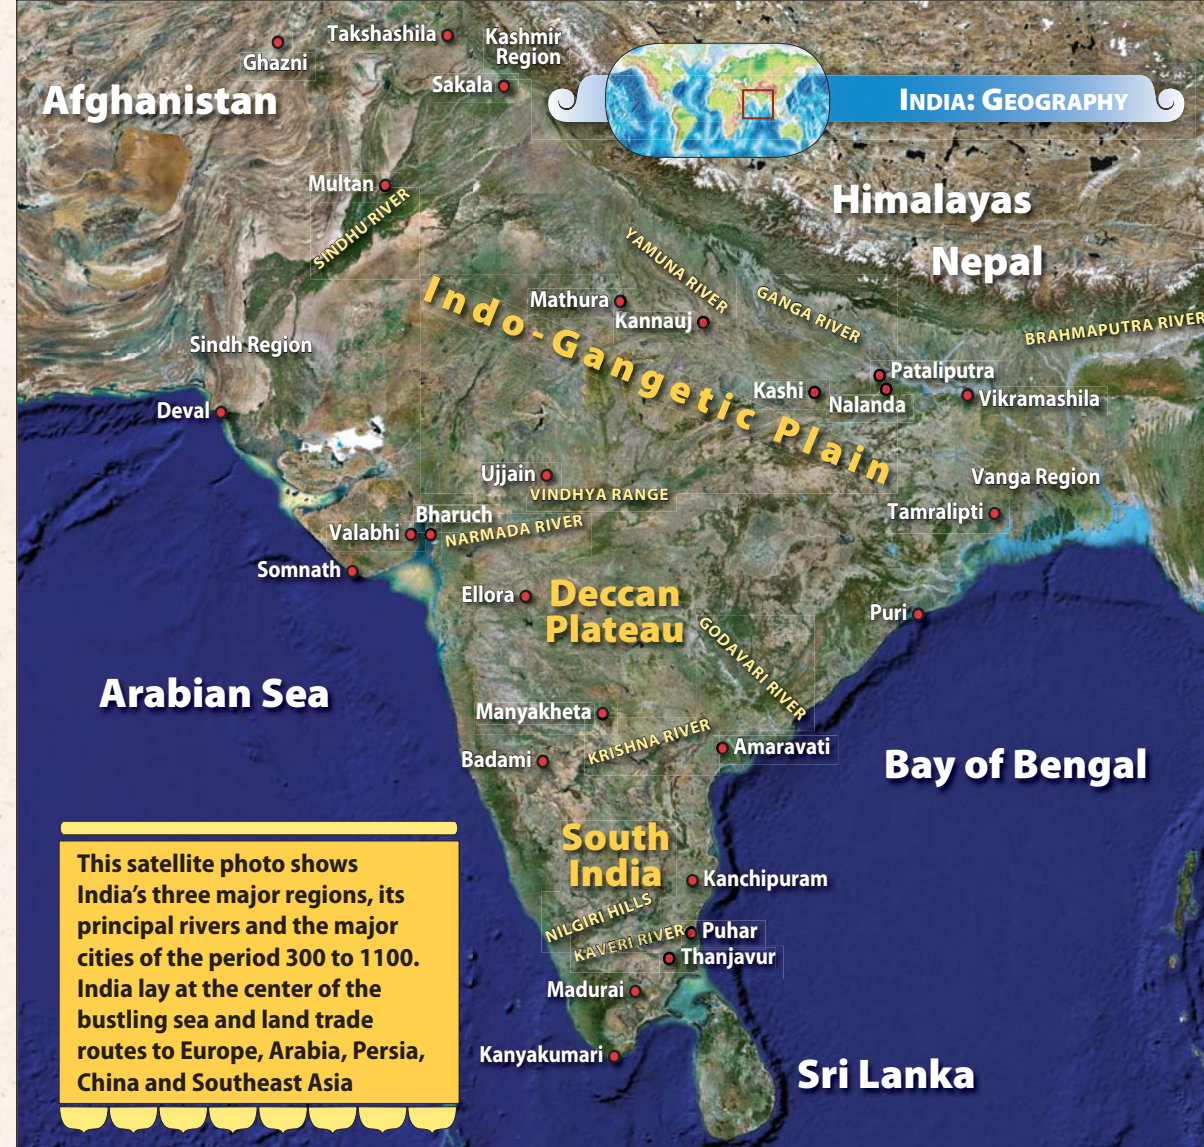 INDIA: GEOGRAPHY
Takshashila
Kashmir
Region
Ghazni
Sakala
Afghanistan
Multan
SINDHU RIVER
Himalayas
Nepal
YAMUNA RIVER
GANGA RIVER
BRAHMAPUTRA RIVER
Mathura
Kannauj
Indo-Gangetic Plain
Sindh Region
Pataliputra
Kashi
Nalanda
Vikramashila
Deval
Ujjain
VINDHYA RANGE
Vanga Region
Tamralipti
Bharuch
Valabhi
NARMADA RIVER
Somnath
Ellora
Deccan
Plateau
Puri
GODAVARI RIVER
Arabian Sea
Manyakheta
KRISHNA RIVER
Amaravati
Badami
Bay of Bengal
South
India
Kanchipuram
NILGIRI HILLS
KAVERI RIVER
Puhar
Thanjavur
Madurai
Kanyakumari
Sri Lanka
This satellite photo shows
India’s three major regions, its
principal rivers and the major
cities of the period 300 to 1100.
India lay at the center of the
bustling sea and land trade
routes to Europe, Arabia, Persia,
China and Southeast Asia